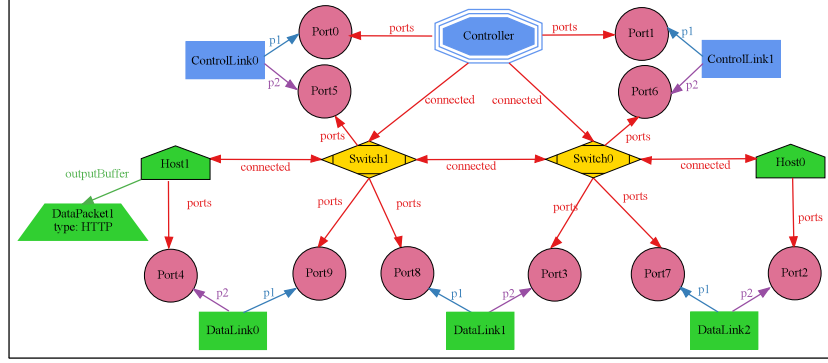 ports
Controller
ports
Port0
Port1
p1
p1
ControlLink0
ControlLink1
p2
p2
Port5
Port6
connected
connected
ports
ports
Host1
Switch1
Switch0
Host0
connected
connected
connected
outputBuffer
DataPacket1
type: HTTP
ports
ports
ports
ports
ports
ports
Port4
Port9
Port8
Port3
Port7
Port2
p2
p1
p1
p2
p1
p2
DataLink0
DataLink1
DataLink2